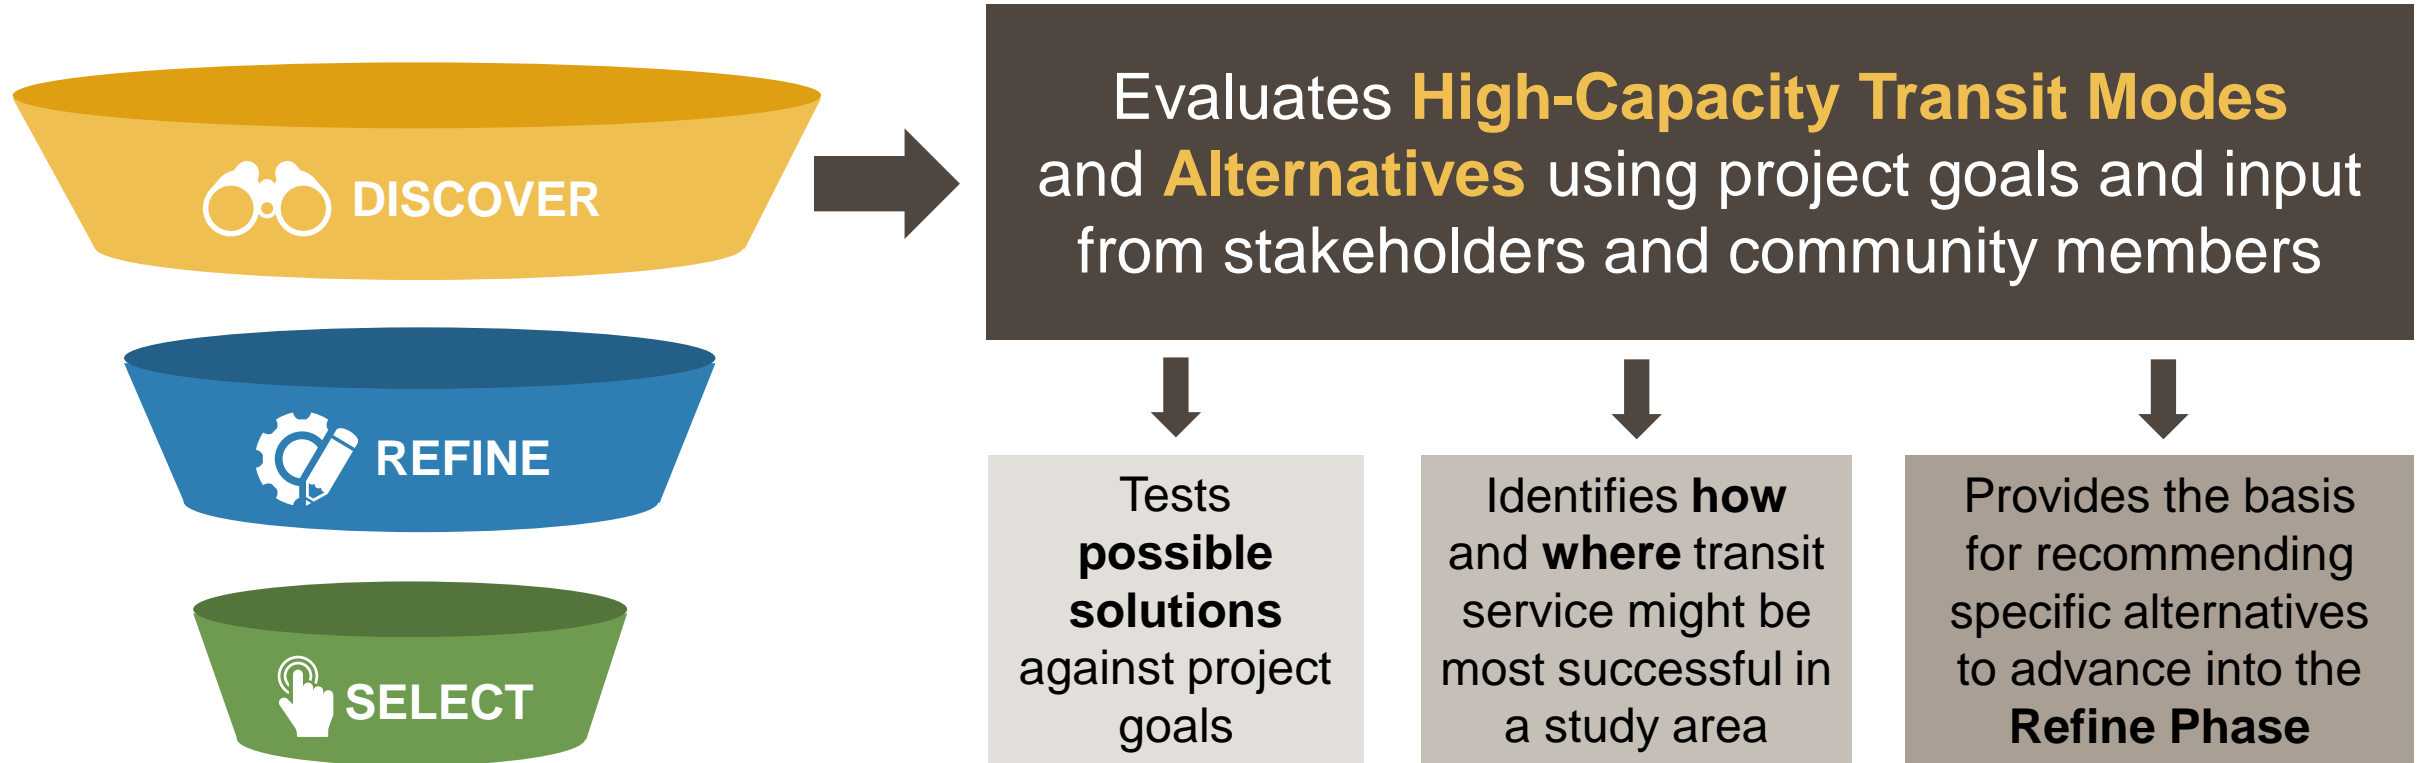 DISCOVER
REFINE
SELECT
Evaluates High-Capacity Transit Modes
and Alternatives using project goals and input
from stakeholders and community members
Tests
possible
solutions
against project
goals
Identifies how
and where transit
service might be
most successful in
a study area
Provides the basis
for recommending
specific alternatives
to advance into the
Refine Phase